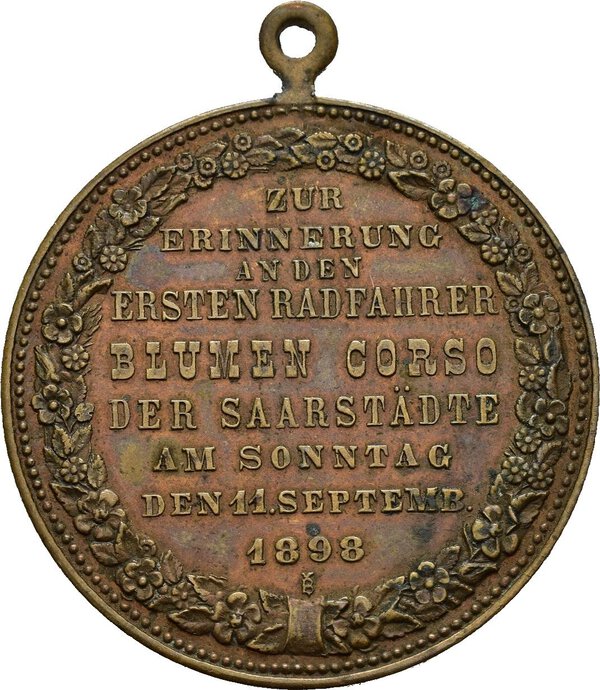 ZUR
ERINNERUNG
AN DEN
ERSTEN RADFAHRER
BLUMEN CORSO
DER SAARSTÄDTE
AM SONNTAG
DEN 11. SEPTEMB.
1898